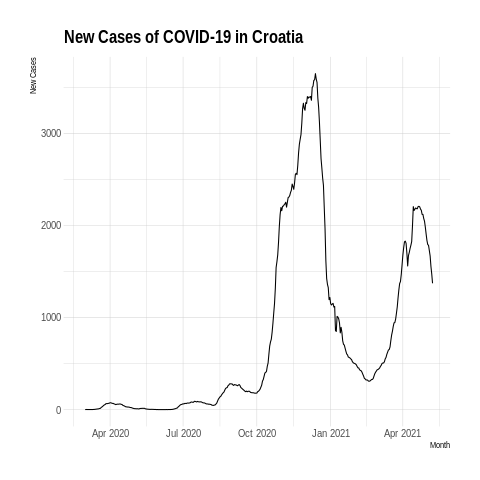 New Cases of COVID-19 in Croatia
New Cases
3000
2000
1000
0
Apr 2020 Jul 2020 Oct 2020 Jan 2021 Apr 2021
Month